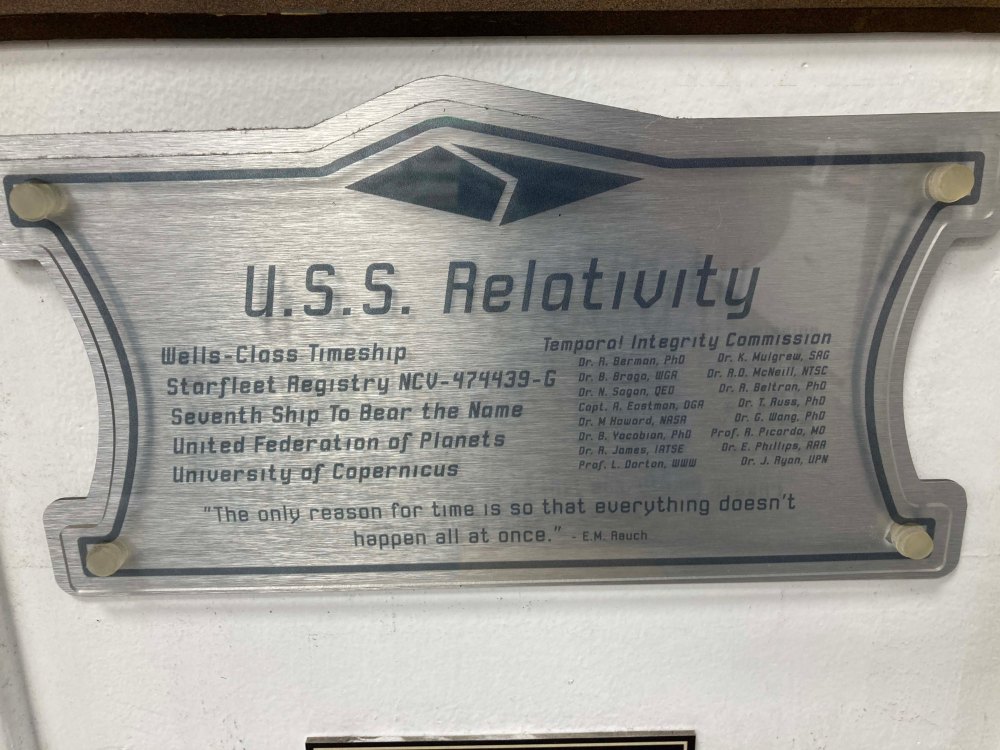 U.S.S. Relativity
Wells-Class Timeship
Starfleet Registry NCV-474439-G
Seventh Ship To Bear the Name
United Federation of Planets
University of Copernicus
Temporal Integrity Commission
Dr. R. Berman, PhD
Dr. B. Braga, WGA
Dr. N. Sagan, QED
Capt. A. Eastman, DGA
Dr. M Howard, NASA
Dr. B. Yacobian, PhD
Dr. R. James, IATSE
Prof. L. Dorton, WWW
Dr. K. Mulgrew, SAG
Dr. R.D. McNeill, NTSC
Dr. R. Beltran, PhD
Dr. T. Russ, PhD
Dr. G. Wang, PhD
Prof. R. Picardo, MD
Dr. E. Phillips, AAA
Dr. J. Ryan, UPN
"The only reason for time is so that everything doesn't
happen all at once." - E.M. Rauch